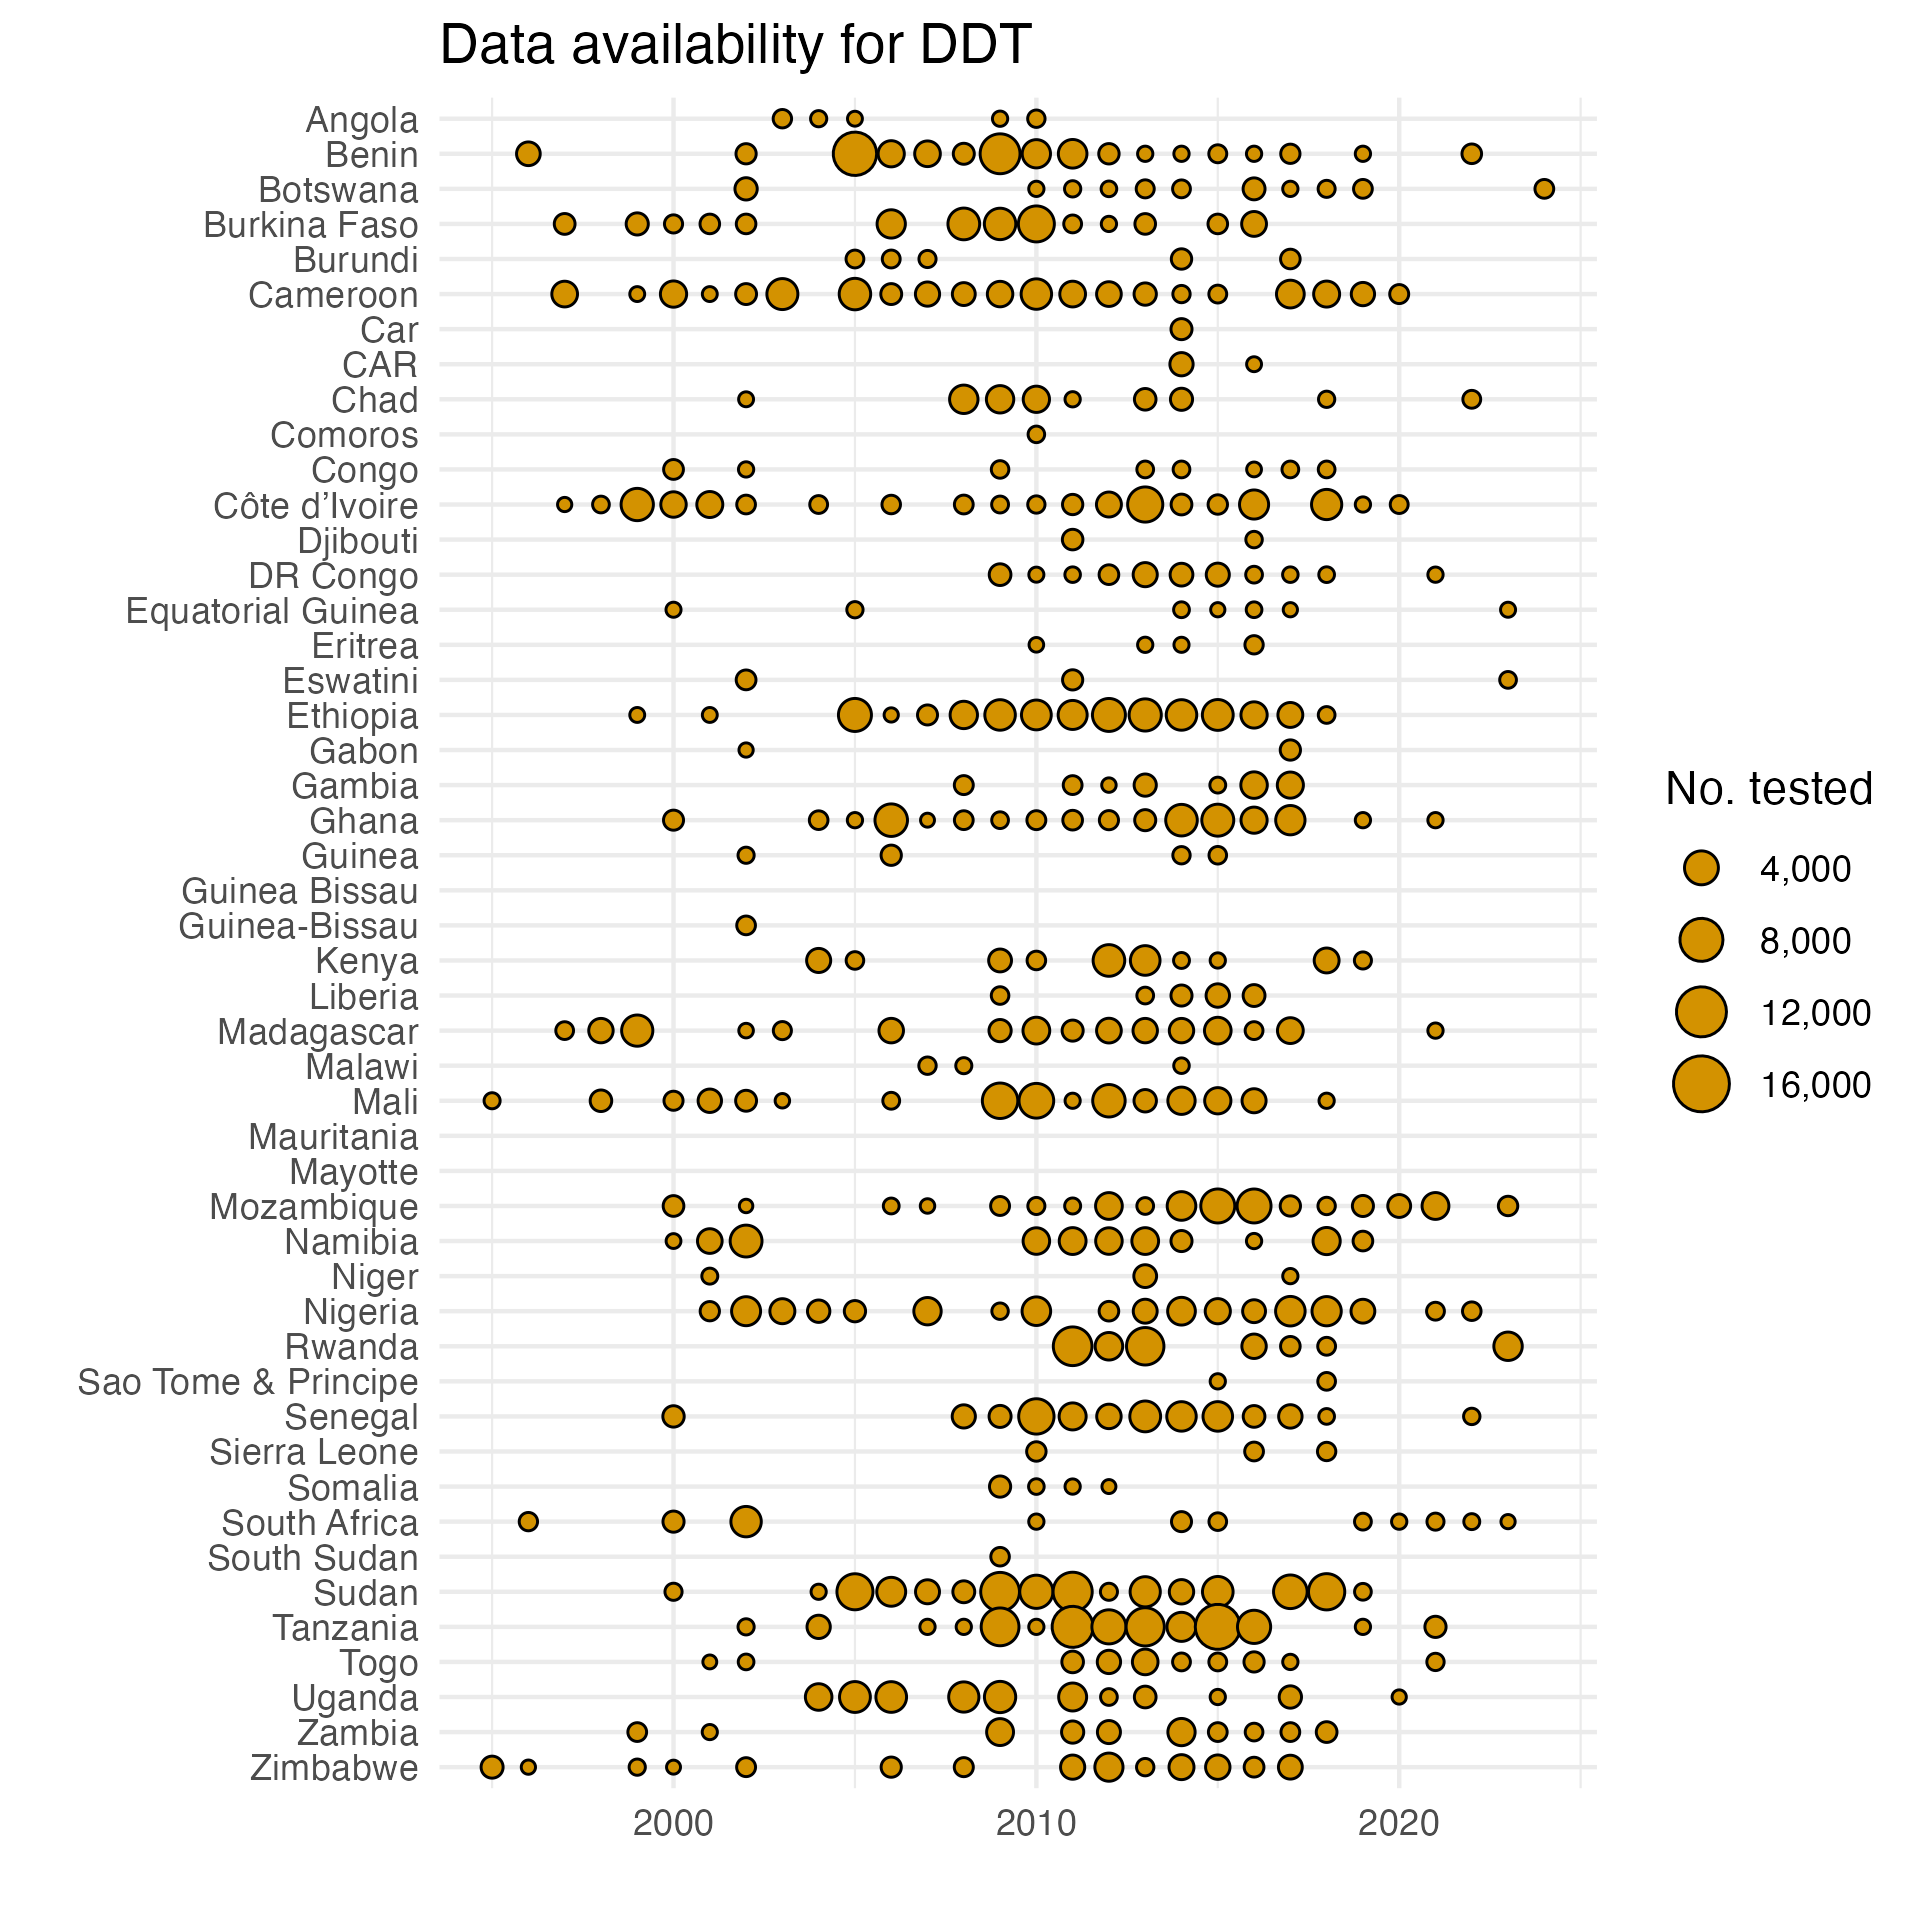 Data availability for DDT
Angola
Benin
Botswana
Burkina Faso
Burundi
Cameroon
Car
CAR
Chad
Comoros
Congo
Côte d’Ivoire
Djibouti
DR Congo
Equatorial Guinea
Eritrea
Eswatini
Ethiopia
Gabon
Gambia
Ghana
Guinea
Guinea Bissau
Guinea-Bissau
Kenya
Liberia
Madagascar
Malawi
Mali
Mauritania
Mayotte
Mozambique
Namibia
Niger
Nigeria
Rwanda
Sao Tome & Principe
Senegal
Sierra Leone
Somalia
South Africa
South Sudan
Sudan
Tanzania
Togo
Uganda
Zambia
Zimbabwe
2000
2010
2020
No. tested
4,000
8,000
12,000
16,000